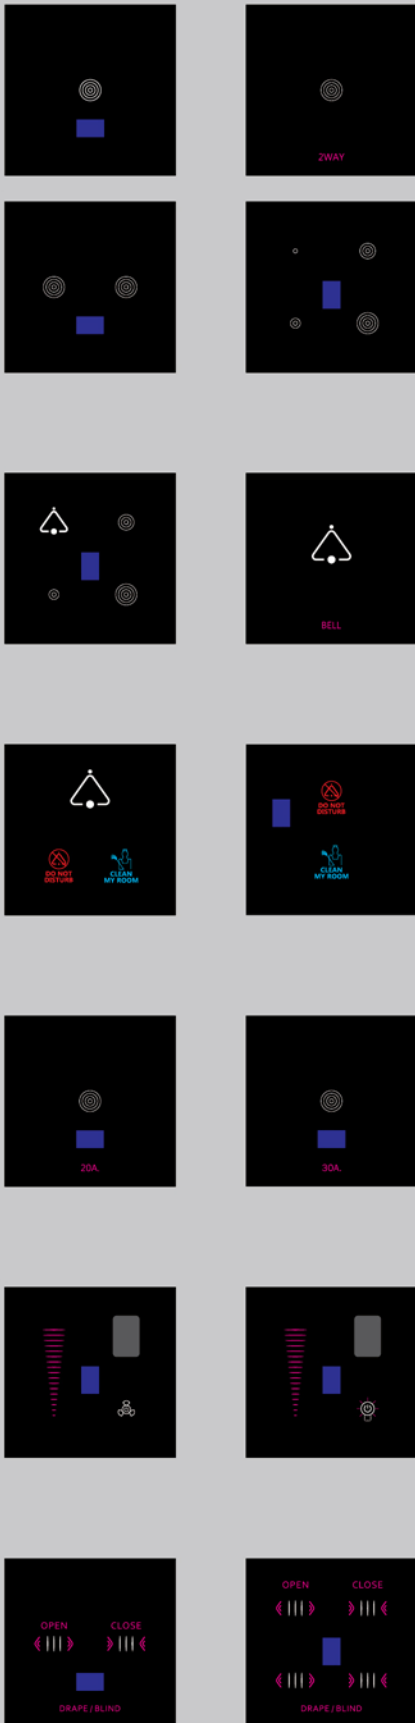 2WAY
BELL
DO NOT
DISTURB
CLEAN
MY ROOM
DO NOT
DISTURB
CLEAN
MY ROOM
20A.
30A.
OPEN CLOSE
DRAPE / BLIND
OPEN CLOSE
DRAPE / BLIND